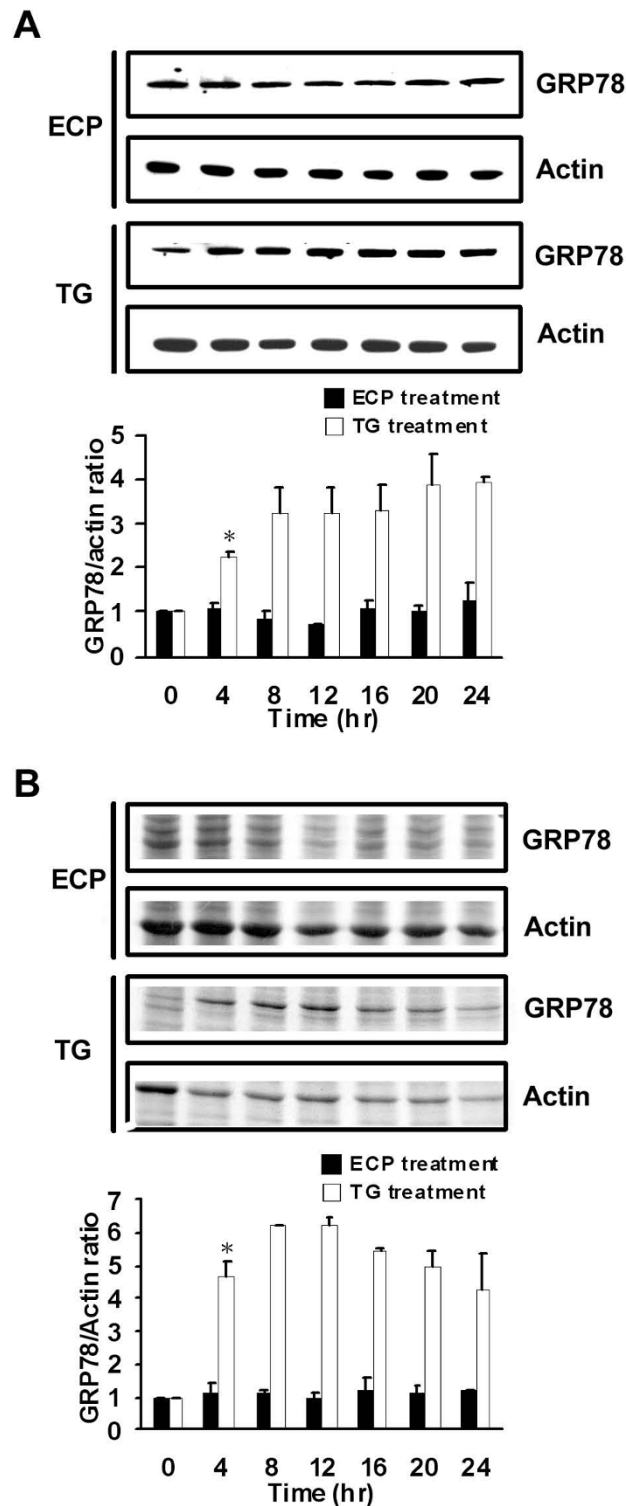 A
ECP
GRP78
Actin
TG
GRP78
Actin
ECP treatment
TG treatment
GRP78/actin ratio
5
4
3
2
1
0
*
0 4 8 12 16 20 24
Time (hr)
B
ECP
GRP78
Actin
TG
GRP78
Actin
ECP treatment
TG treatment
GRP78/Actin ratio
7
6
5
4
3
2
1
0
*
0 4 8 12 16 20 24
Time (hr)